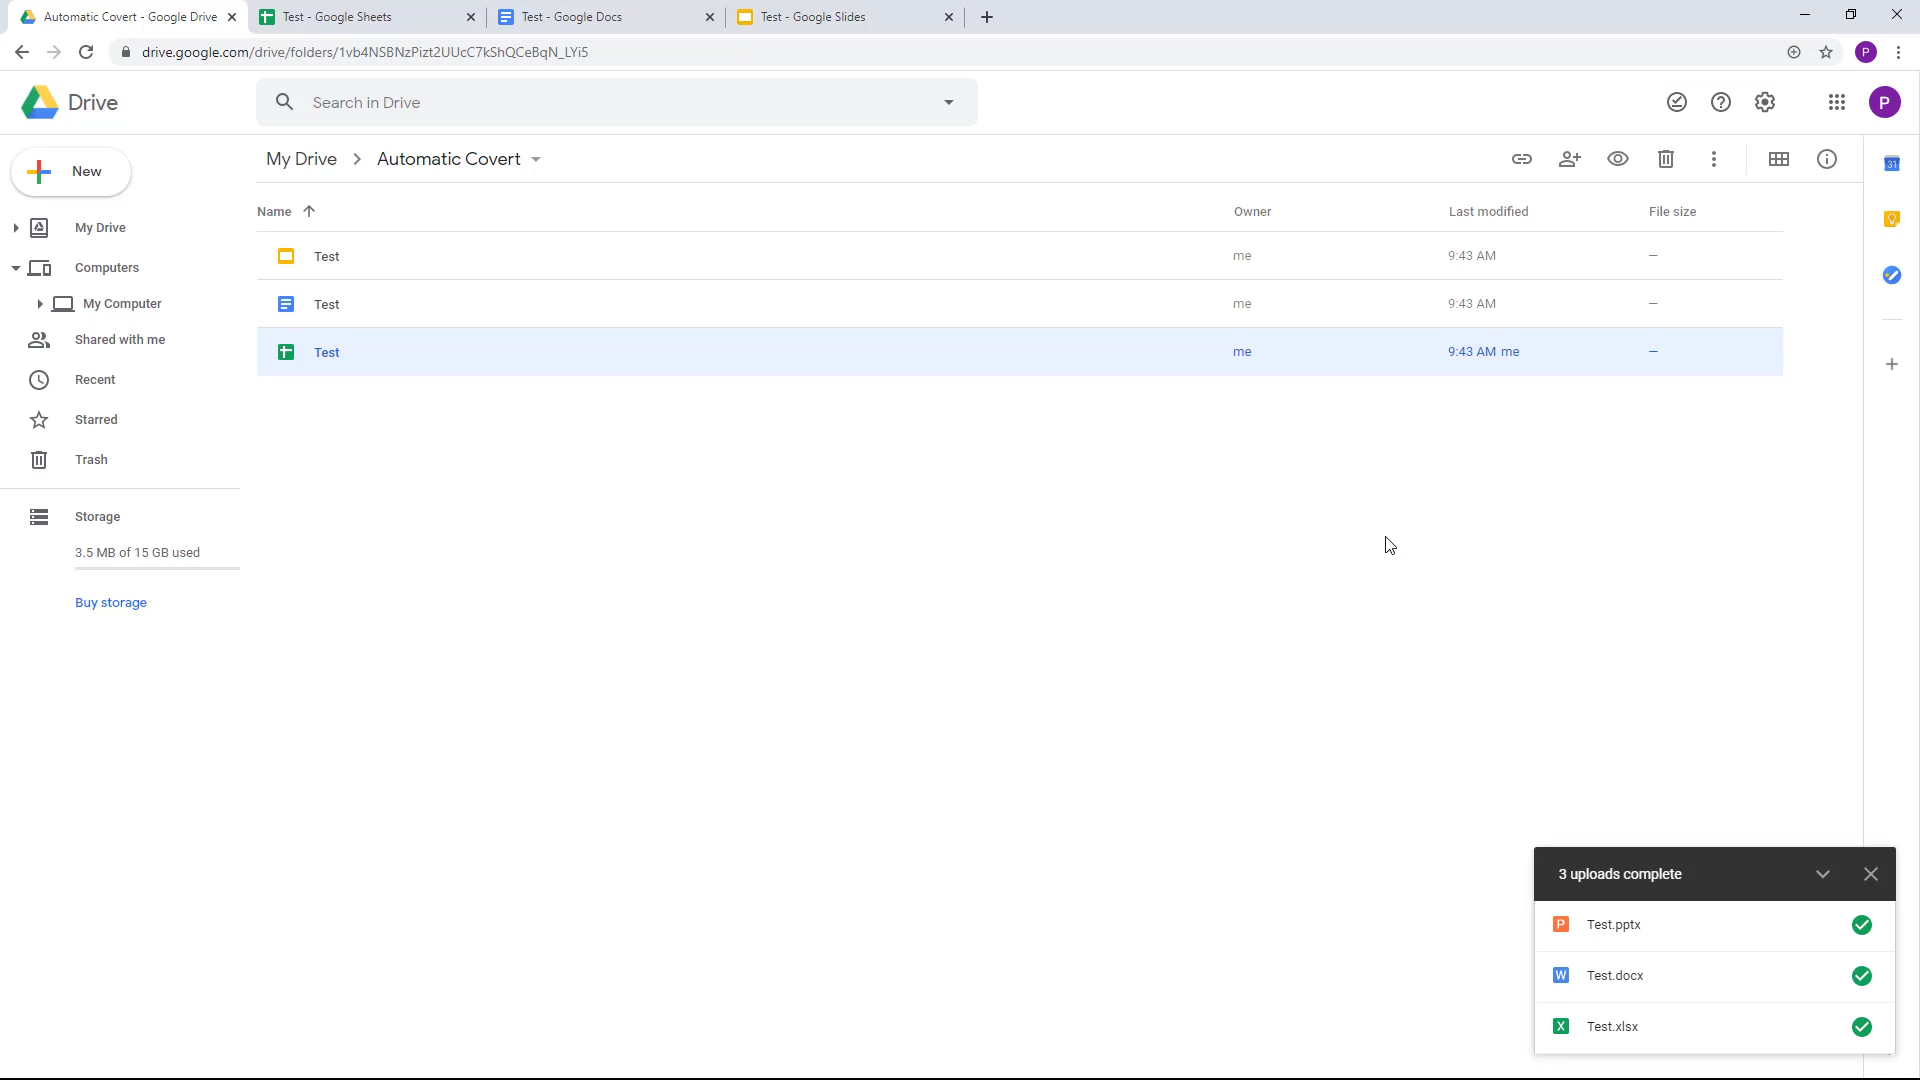 Automatic Covert - Google Drive
Test - Google Sheets
Test - Google Docs
Test - Google Slides
drive.google.com/drive/folders/1vb4NSBNzPizt2UUcC7kShQCeBqN_LYi5
P
Drive
Search in Drive
P
New
My Drive
Automatic Covert
31
My Drive
Computers
My Computer
Shared with me
Recent
Starred
Trash
Storage
3.5 MB of 15 GB used
Buy storage
Name
Owner
Last modified
File size
Test
me
9:43 AM
—
Test
me
9:43 AM
—
Test
me
9:43 AM me
—
3 uploads complete
P
Test.pptx
W
Test.docx
X
Test.xlsx